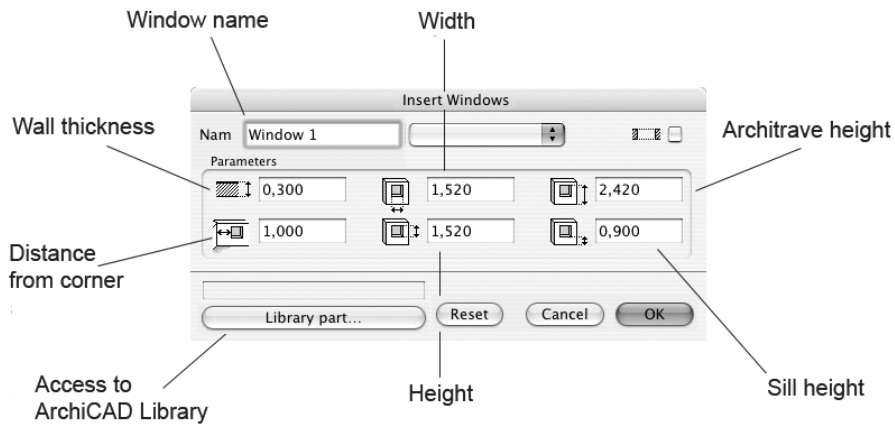 Window name
Width
Insert Windows
Wall thickness
Nam Window 1
Architrave height
Parameters
0,300 1,520 2,420
1,000 1,520 0,900
Distance
from corner
Library part... Reset Cancel OK
Access to
ArchiCAD Library
Height
Sill height